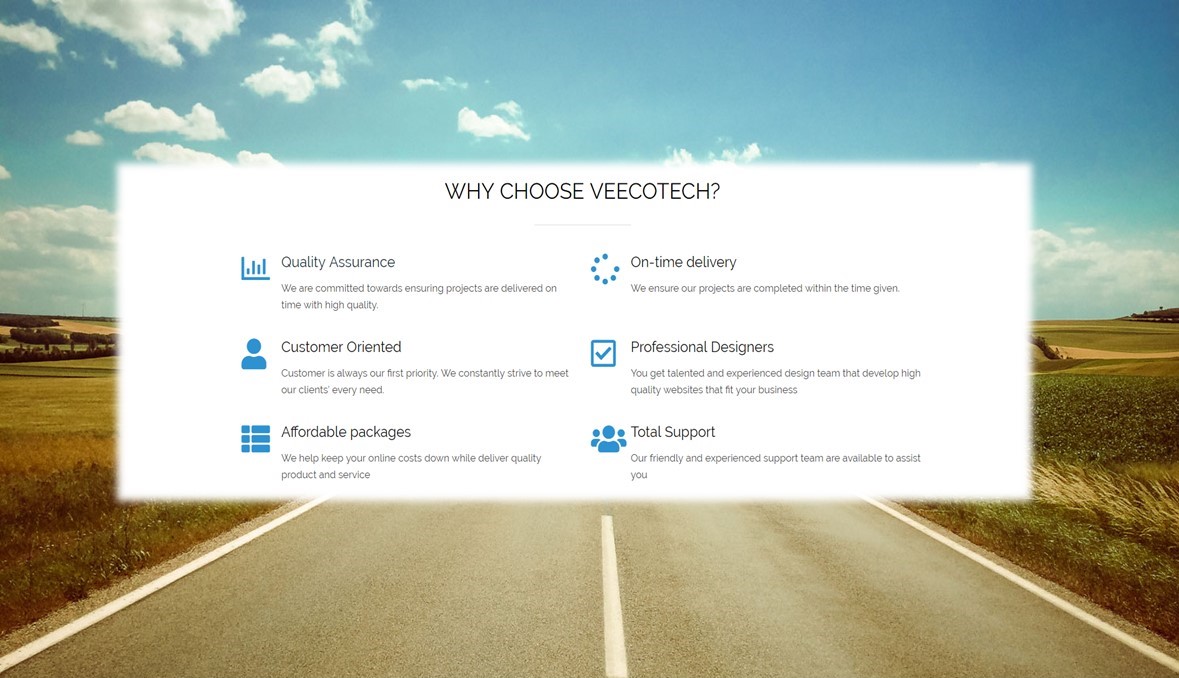 WHY CHOOSE VEECOTECH?
Quality Assurance
We are committed towards ensuring projects are delivered on
time with high quality.
On-time delivery
We ensure our projects are completed within the time given.
Customer Oriented
Customer is always our first priority. We constantly strive to meet
our clients' every need.
Professional Designers
You get talented and experienced design team that develop high
quality websites that fit your business
Affordable packages
We help keep your online costs down while deliver quality
product and service
Total Support
Our friendly and experienced support team are available to assist
you